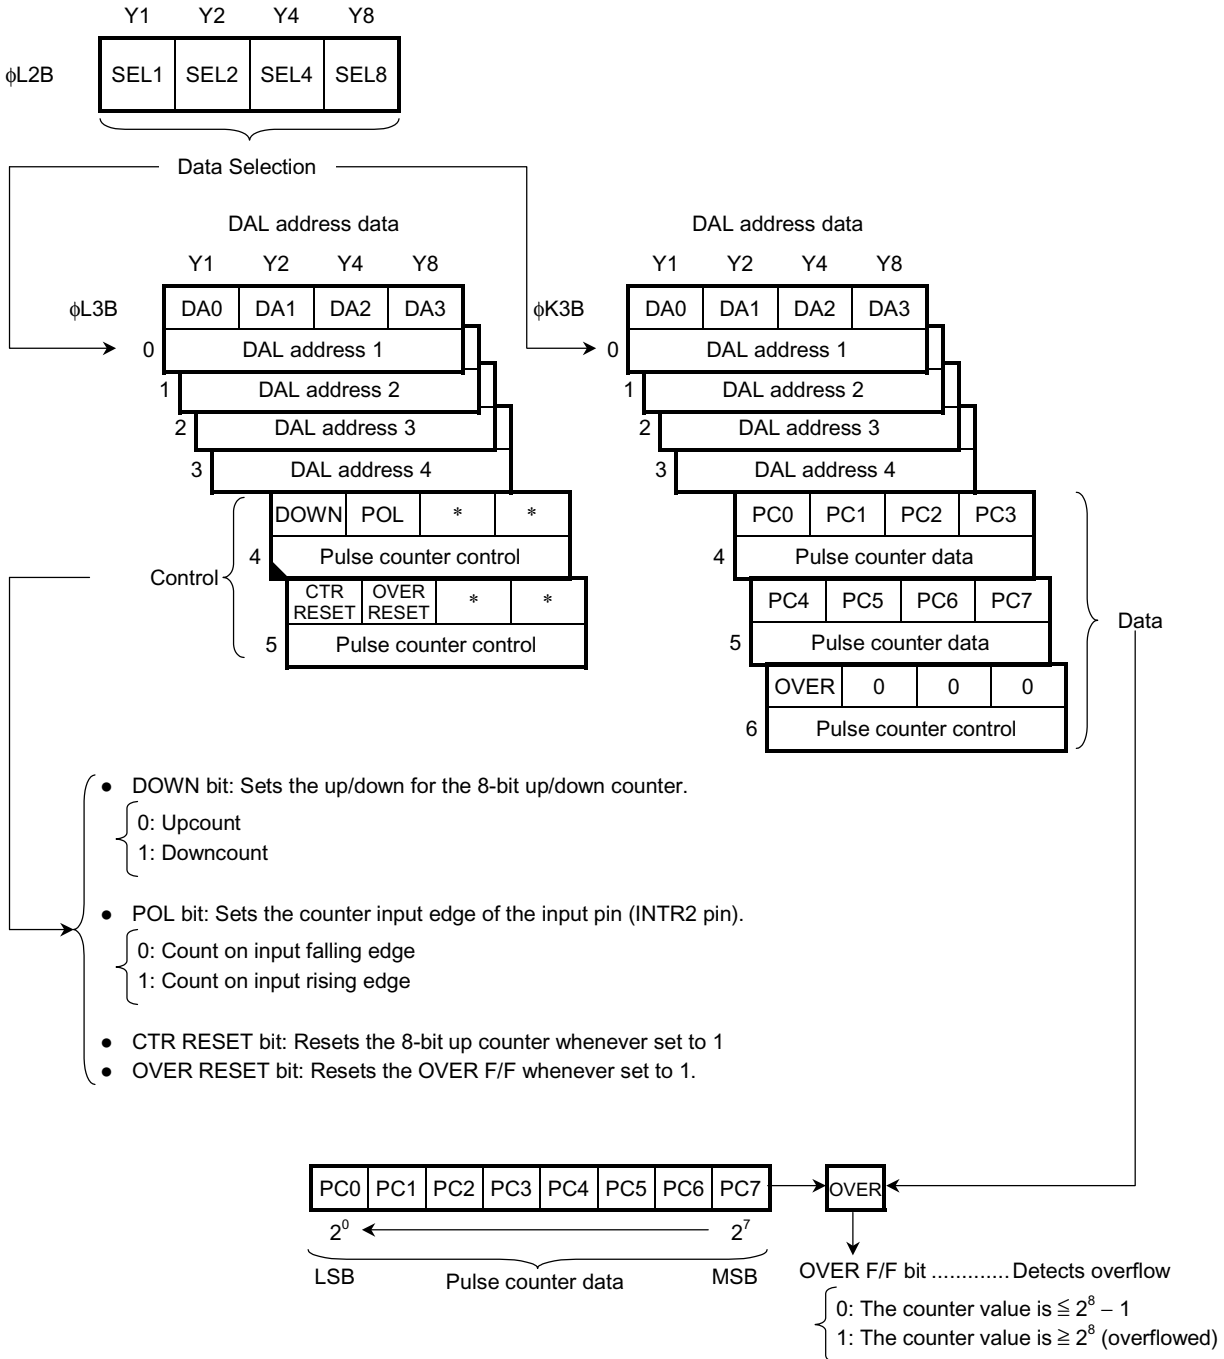 Y1 Y2 Y4 Y8
φL2B SEL1 SEL2 SEL4 SEL8
Data Selection
DAL address data DAL address data
Y1 Y2 Y4 Y8 Y1 Y2 Y4 Y8
φL3B DA0 DA1 DA2 DA3 φK3B DA0 DA1 DA2 DA3
0 DAL address 1 0 DAL address 1
1 DAL address 2 1 DAL address 2
2 DAL address 3 2 DAL address 3
3 DAL address 4 3 DAL address 4
DOWN POL * * PC0 PC1 PC2 PC3
4 Pulse counter control 4 Pulse counter data
Control
CTR RESET OVER RESET * * PC4 PC5 PC6 PC7
Data
5 Pulse counter control 5 Pulse counter data
OVER 0 0 0
6 Pulse counter control
● DOWN bit: Sets the up/down for the 8-bit up/down counter.
0: Upcount
1: Downcount
● POL bit: Sets the counter input edge of the input pin (INTR2 pin).
0: Count on input falling edge
1: Count on input rising edge
● CTR RESET bit: Resets the 8-bit up counter whenever set to 1
● OVER RESET bit: Resets the OVER F/F whenever set to 1.
PC0 PC1 PC2 PC3 PC4 PC5 PC6 PC7 OVER
2⁰ 2⁷
LSB Pulse counter data MSB
OVER F/F bit .............Detects overflow
0: The counter value is ≦ 2⁸ − 1
1: The counter value is ≧ 2⁸ (overflowed)